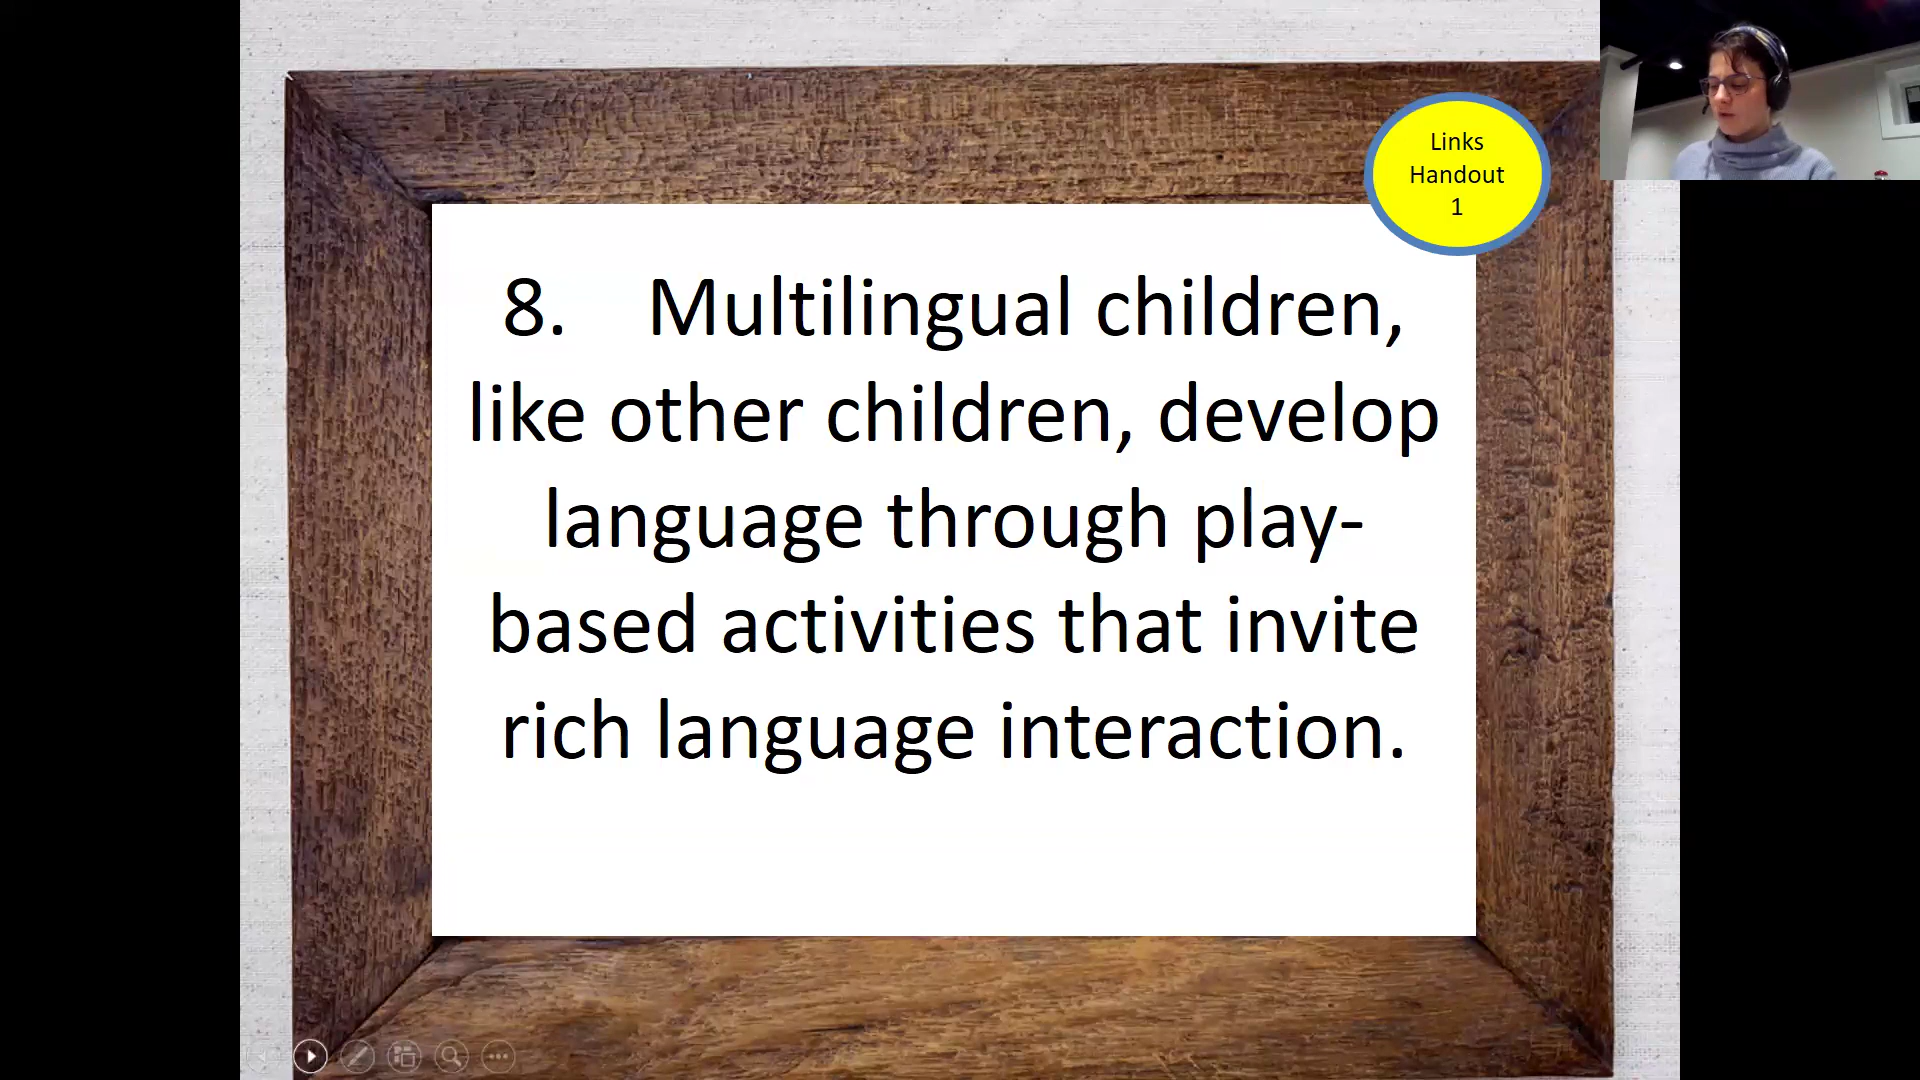 Links
Handout
1
8. Multilingual children,
like other children, develop
language through play-
based activities that invite
rich language interaction.